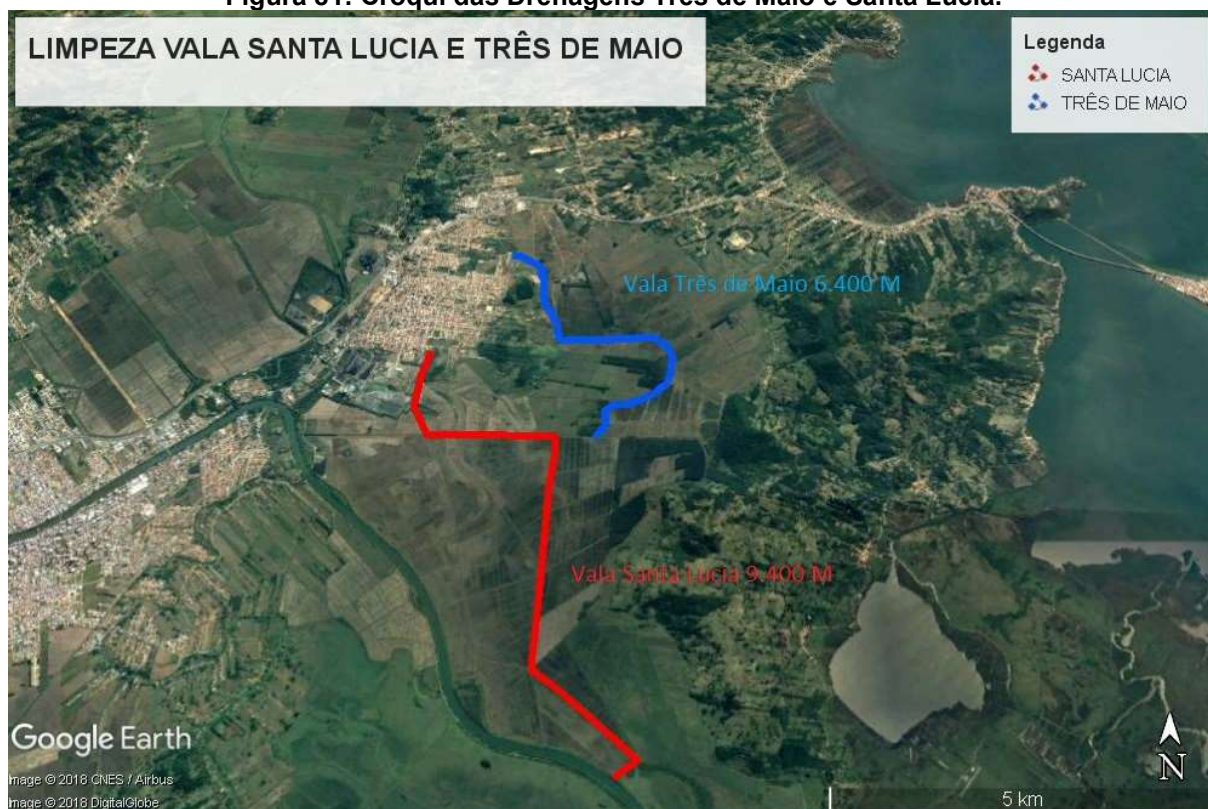 Figura 31: Croqui das Drenagens Três de Maio e Santa Lúcia.
LIMPEZA VALA SANTA LUCIA E TRÊS DE MAIO
Legenda
SANTA LUCIA
TRÊS DE MAIO
Vala Três de Maio 6.400 M
Vala Santa Lucia 9.400 M
Google Earth
Image © 2018 CNES / Airbus
Image © 2018 DigitalGlobe
N
5 km